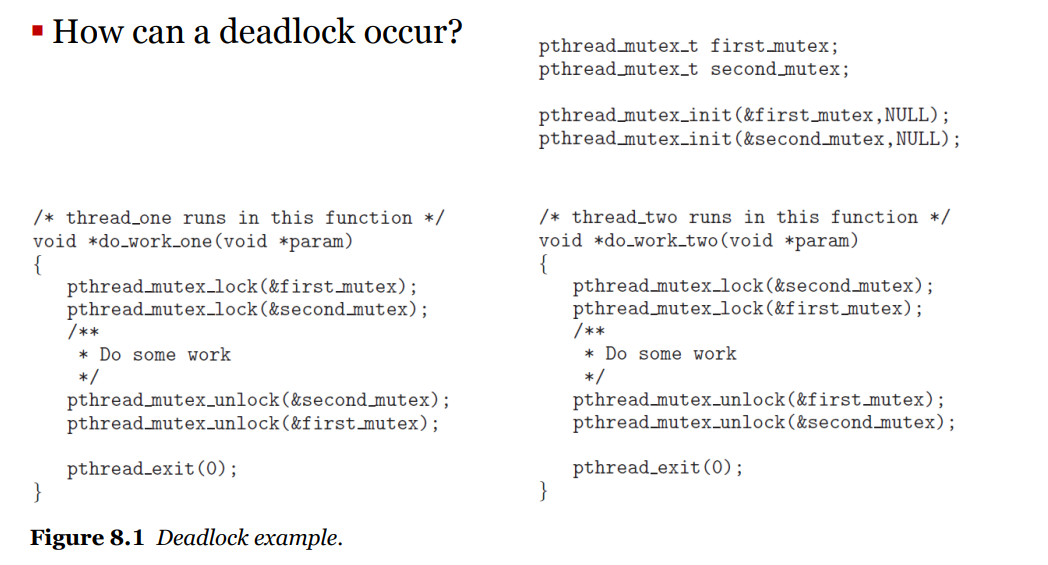 ▪ How can a deadlock occur?
pthread_mutex_t first_mutex;
pthread_mutex_t second_mutex;
pthread_mutex_init(&first_mutex,NULL);
pthread_mutex_init(&second_mutex,NULL);
/* thread_one runs in this function */
void *do_work_one(void *param)
{
pthread_mutex_lock(&first_mutex);
pthread_mutex_lock(&second_mutex);
/**
* Do some work
*/
pthread_mutex_unlock(&second_mutex);
pthread_mutex_unlock(&first_mutex);
pthread_exit(0);
}
/* thread_two runs in this function */
void *do_work_two(void *param)
{
pthread_mutex_lock(&second_mutex);
pthread_mutex_lock(&first_mutex);
/**
* Do some work
*/
pthread_mutex_unlock(&first_mutex);
pthread_mutex_unlock(&second_mutex);
pthread_exit(0);
}
Figure 8.1 Deadlock example.